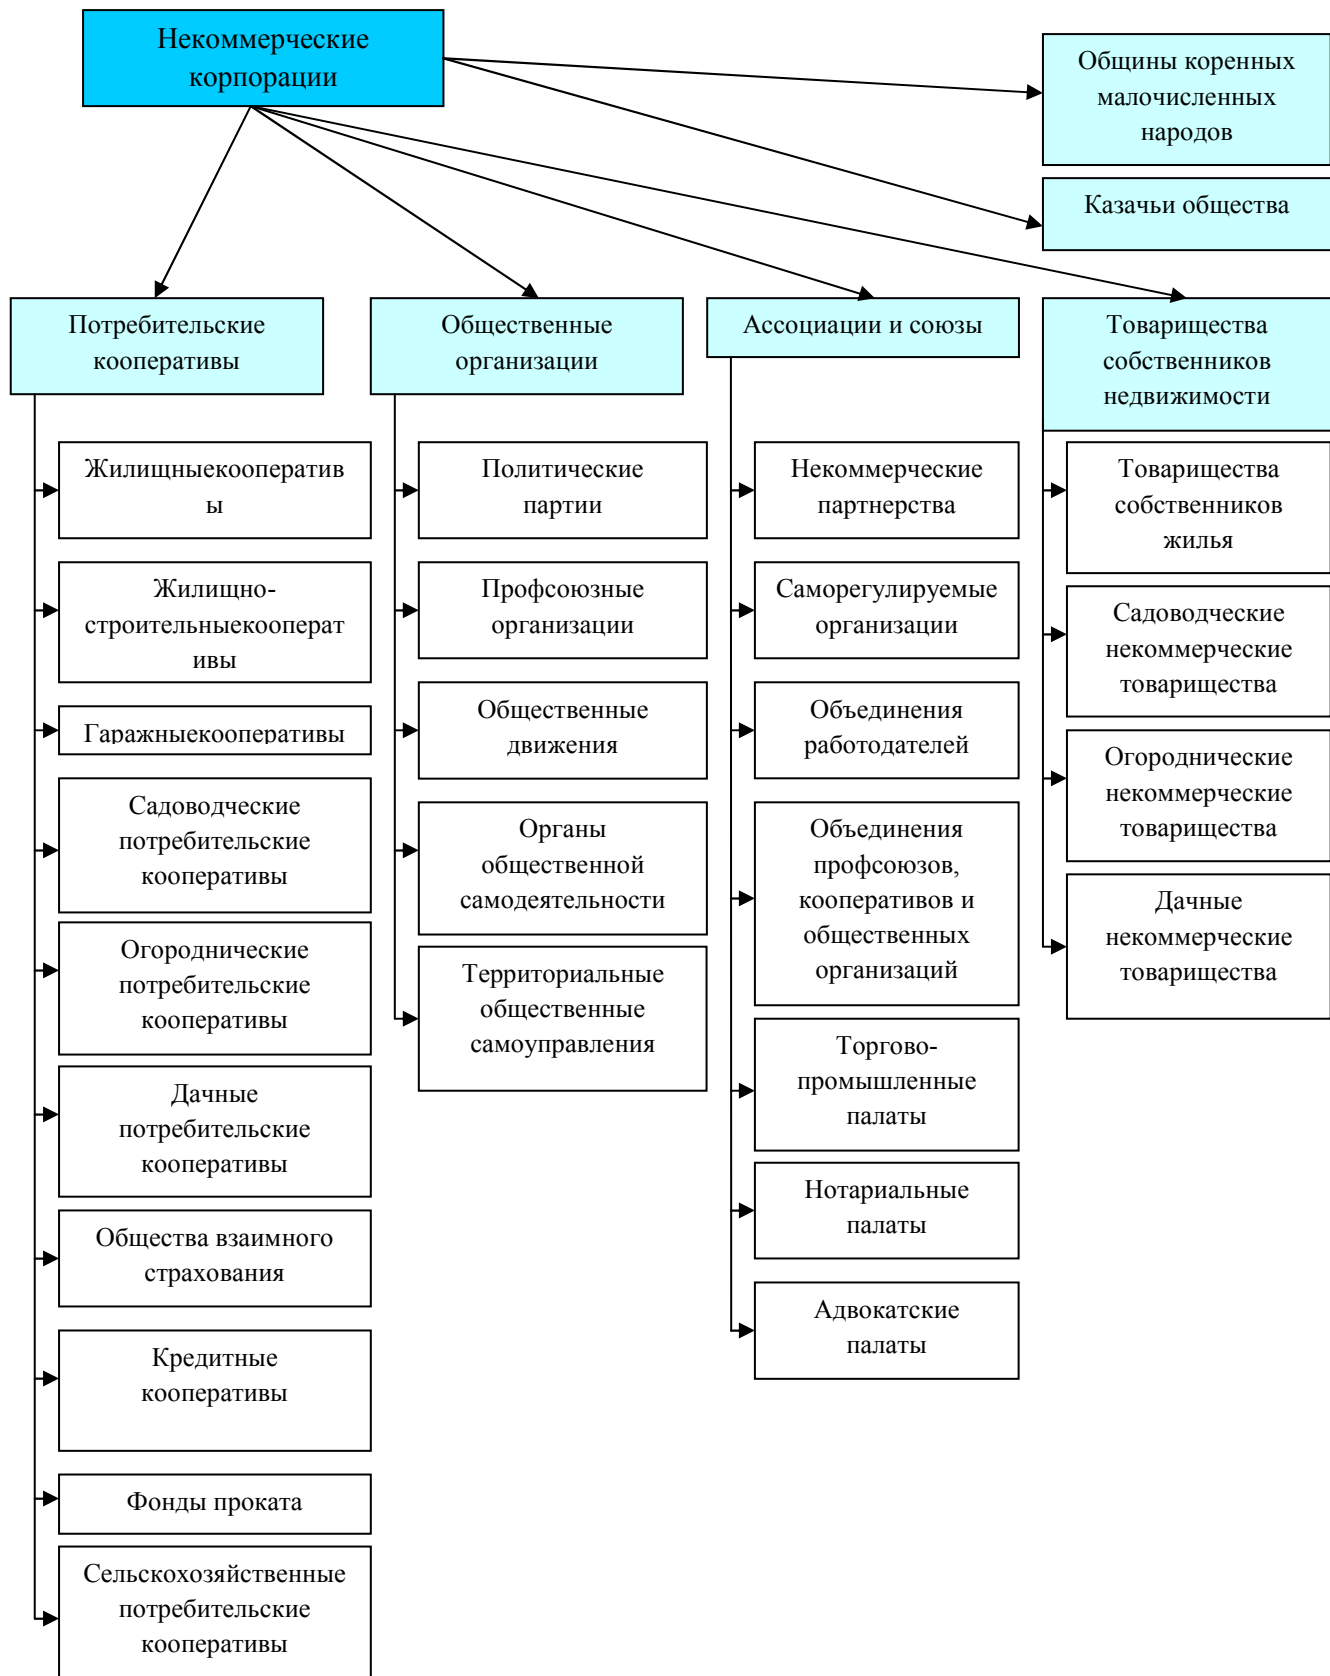 Некоммерческие
корпорации
Общины коренных
малочисленных
народов
Казачьи общества
Потребительские
кооперативы
Жилищныекооператив
ы
Жилищно-
строительныекооперат
ивы
Гаражныекооперативы
Садоводческие
потребительские
кооперативы
Огороднические
потребительские
кооперативы
Дачные
потребительские
кооперативы
Общества взаимного
страхования
Кредитные
кооперативы
Фонды проката
Сельскохозяйственные
потребительские
кооперативы
Общественные
организации
Политические
партии
Профсоюзные
организации
Общественные
движения
Органы
общественной
самодеятельности
Территориальные
общественные
самоуправления
Ассоциации и союзы
Некоммерческие
партнерства
Саморегулируемые
организации
Объединения
работодателей
Объединения
профсоюзов,
кооперативов и
общественных
организаций
Торгово-
промышленные
палаты
Нотариальные
палаты
Адвокатские
палаты
Товарищества
собственников
недвижимости
Товарищества
собственников
жилья
Садоводческие
некоммерческие
товарищества
Огороднические
некоммерческие
товарищества
Дачные
некоммерческие
товарищества